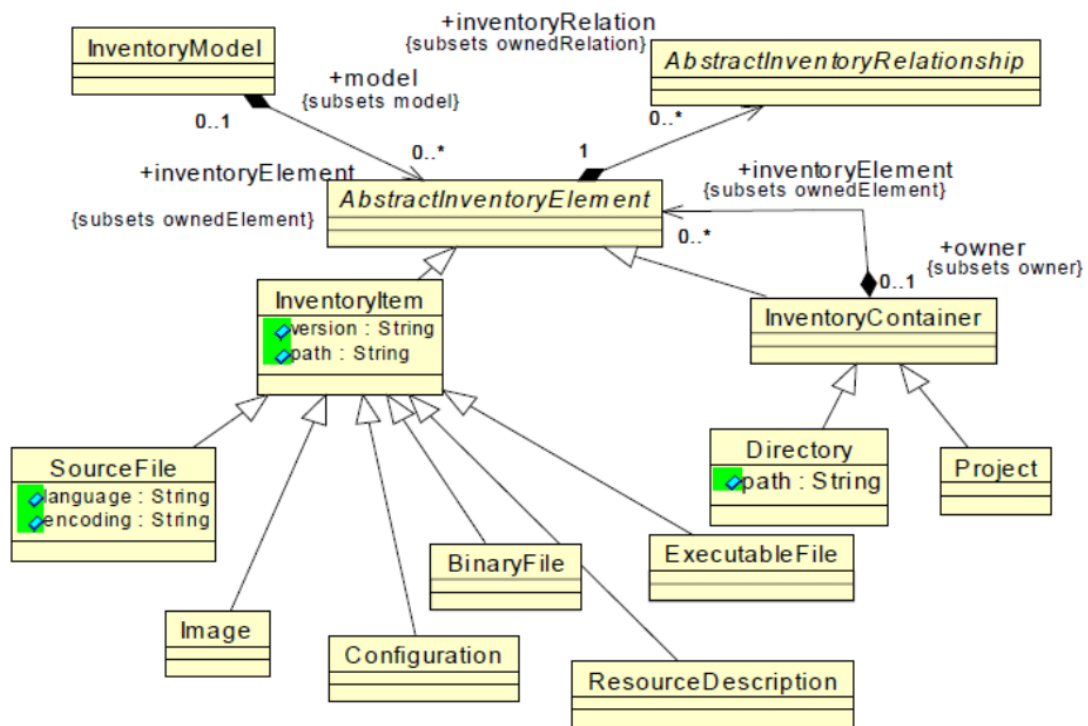 +inventoryRelation
{subsets ownedRelation}
InventoryModel
AbstractInventoryRelationship
+model
{subsets model}
0..1
0..*
0..*
1
+inventoryElement
{subsets ownedElement}
+inventoryElement
{subsets ownedElement}
AbstractInventoryElement
0..*
+owner
{subsets owner}
0..1
InventoryItem
version : String
path : String
InventoryContainer
SourceFile
language : String
encoding : String
Directory
path : String
Project
BinaryFile
ExecutableFile
Image
Configuration
ResourceDescription